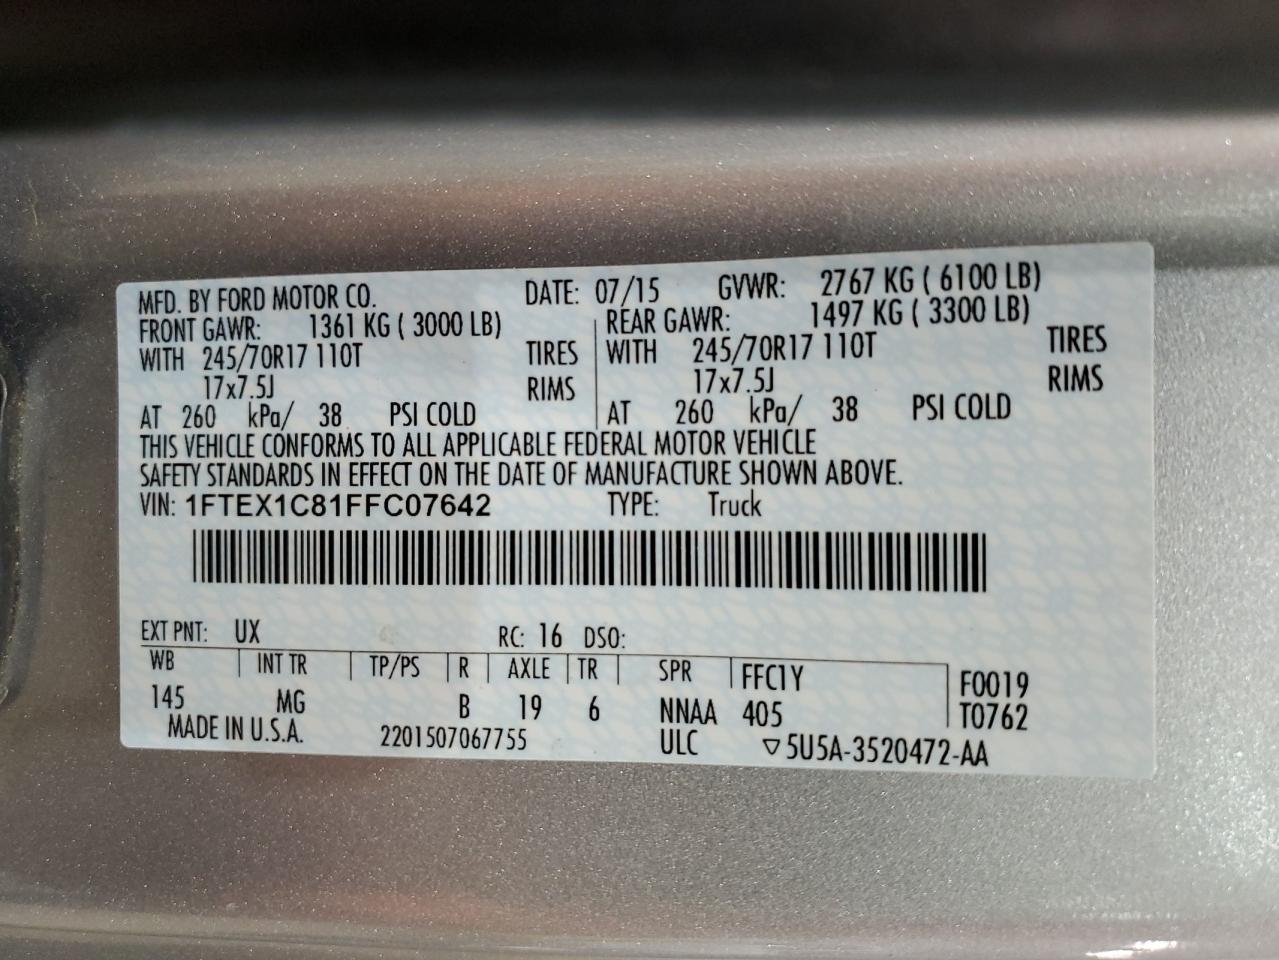 MFD. BY FORD MOTOR CO. DATE: 07/15 GVWR: 2767 KG ( 6100 LB)
FRONT GAWR: 1361 KG ( 3000 LB) REAR GAWR: 1497 KG ( 3300 LB)
WITH 245/70R17 110T TIRES WITH 245/70R17 110T TIRES
17x7.5J RIMS 17x7.5J RIMS
AT 260 kPa/ 38 PSI COLD AT 260 kPa/ 38 PSI COLD
THIS VEHICLE CONFORMS TO ALL APPLICABLE FEDERAL MOTOR VEHICLE
SAFETY STANDARDS IN EFFECT ON THE DATE OF MANUFACTURE SHOWN ABOVE.
VIN: 1FTEX1C81FFC07642 TYPE: Truck
EXT PNT: UX RC: 16 DSO:
WB INT TR TP/PS R AXLE TR SPR FFC1Y F0019
145 MG B 19 6 NNAA 405 T0762
MADE IN U.S.A. 2201507067755 ULC ▽5U5A-3520472-AA